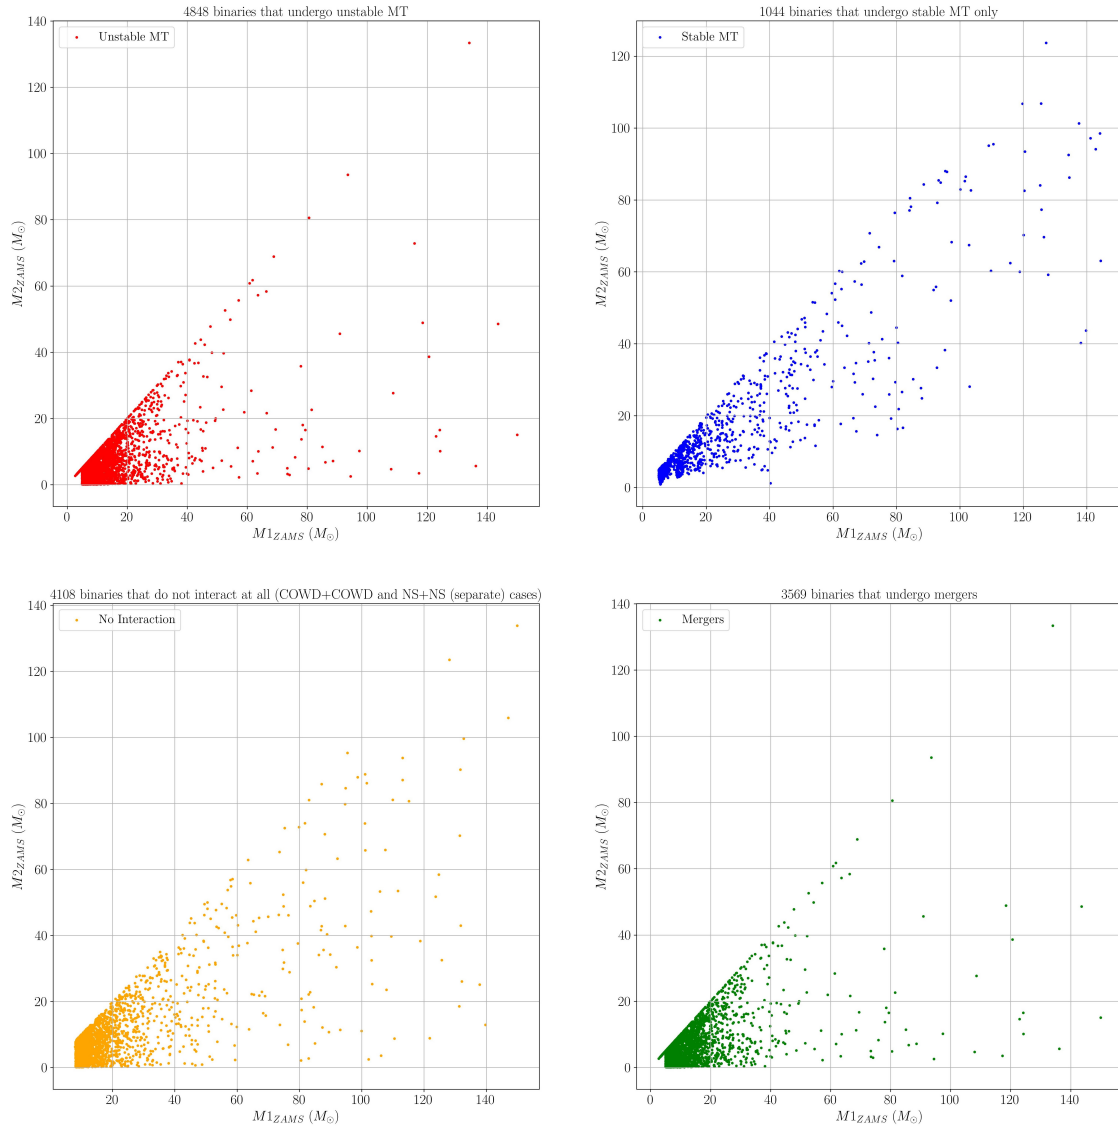 4848 binaries that undergo unstable MT
Unstable MT
140
120
100
80
60
40
20
0
M2ZAMS (M⊙)
0 20 40 60 80 100 120 140
M1ZAMS (M⊙)
1044 binaries that undergo stable MT only
Stable MT
120
100
80
60
40
20
0
M2ZAMS (M⊙)
0 20 40 60 80 100 120 140
M1ZAMS (M⊙)
4108 binaries that do not interact at all (COWD+COWD and NS+NS (separate) cases)
No Interaction
140
120
100
80
60
40
20
0
M2ZAMS (M⊙)
20 40 60 80 100 120 140
M1ZAMS (M⊙)
3569 binaries that undergo mergers
Mergers
140
120
100
80
60
40
20
0
M2ZAMS (M⊙)
0 20 40 60 80 100 120 140
M1ZAMS (M⊙)